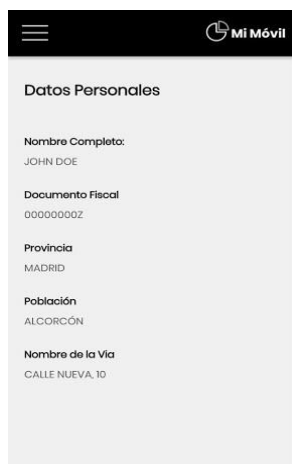 Mi Móvil
Datos Personales
Nombre Completo:
JOHN DOE
Documento Fiscal
00000000Z
Provincia
MADRID
Población
ALCORCÓN
Nombre de la Via
CALLE NUEVA, 10